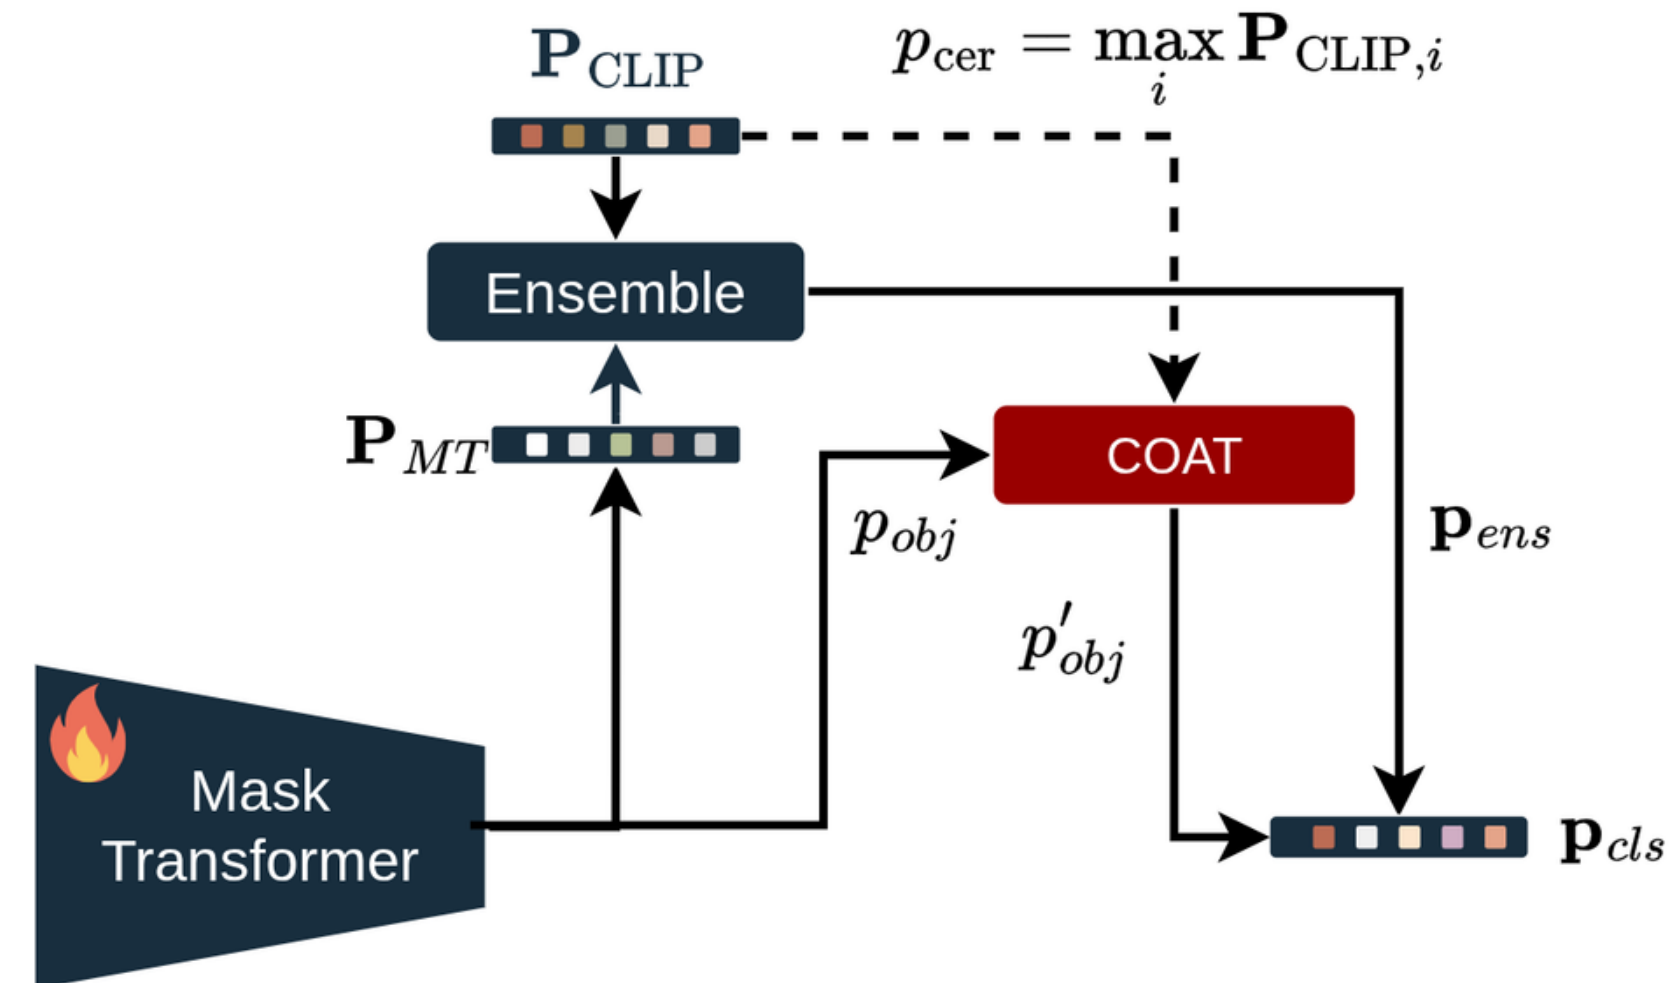 P_CLIP
p_cer = max_i P_CLIP,i
Ensemble
P_MT
COAT
p_obj
p_ens
p'_obj
Mask
Transformer
p_cls